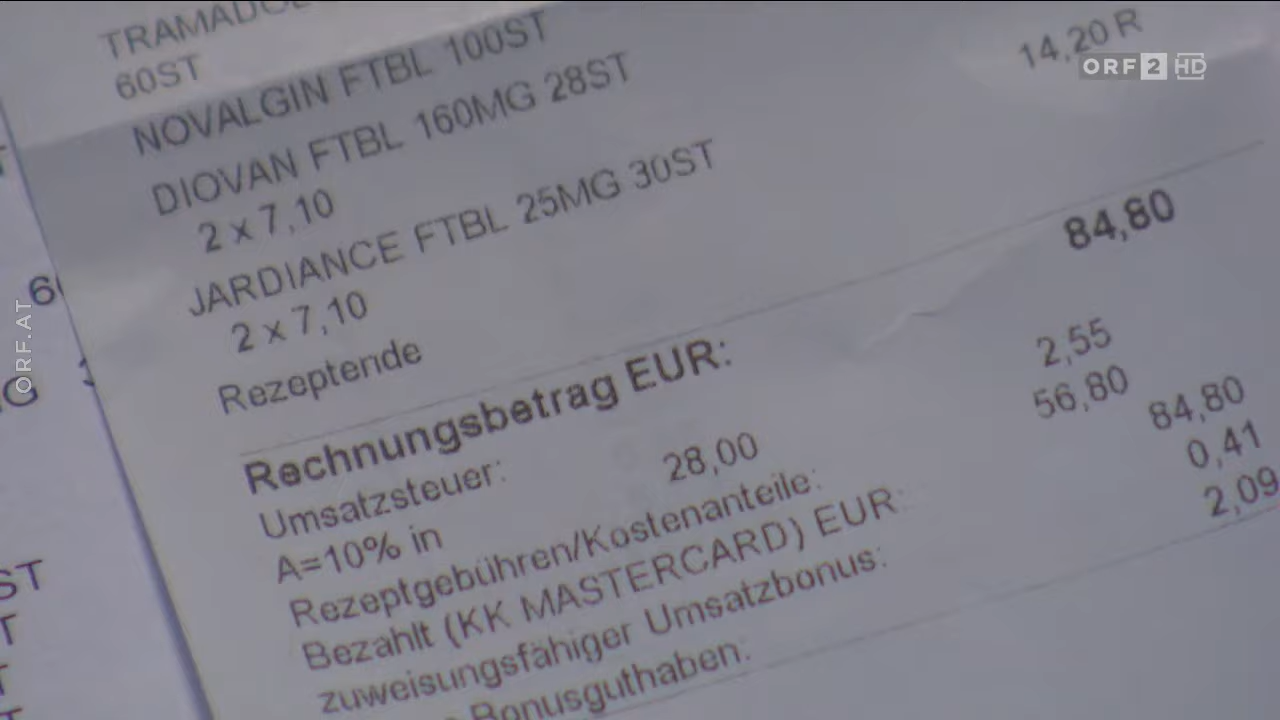 TRAMADOL
60ST
NOVALGIN FTBL 100ST
DIOVAN FTBL 160MG 28ST 14,20 R
2 x 7,10
JARDIANCE FTBL 25MG 30ST
2 x 7,10
Rezeptende
Rechnungsbetrag EUR: 84,80
Umsatzsteuer:
A=10% in 28,00 2,55
Rezeptgebühren/Kostenanteile: 56,80
Bezahlt (KK MASTERCARD) EUR: 84,80
zuweisungsfähiger Umsatzbonus: 0,41
Bonusguthaben: 2,09
ORF 2 HD
ORF.AT